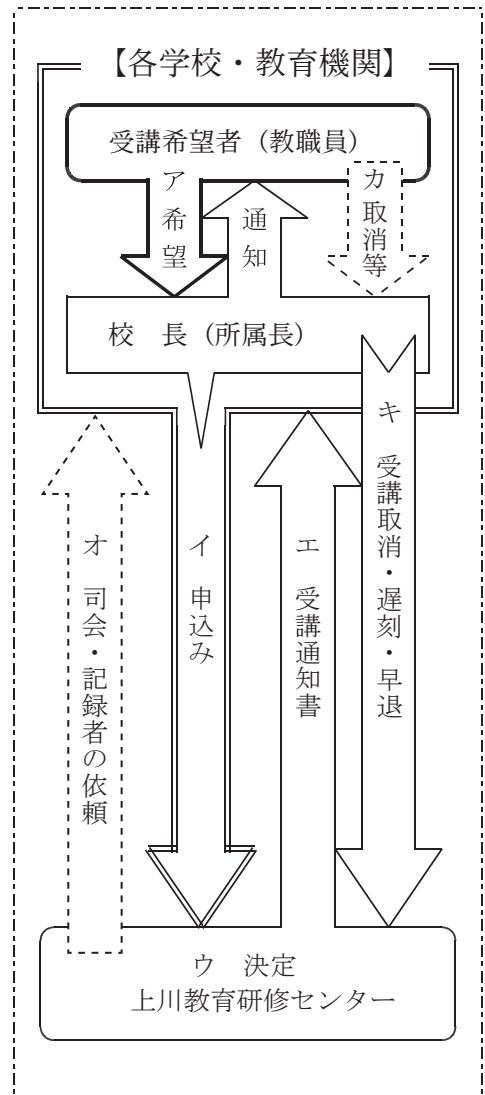 【各学校・教育機関】
受講希望者（教職員）
ア 希望
通知
カ 取消等
校　長（所属長）
キ　受講取消・遅刻・早退
オ　司会・記録者の依頼
イ　申込み
エ　受講通知書
ウ　決定
上川教育研修センター